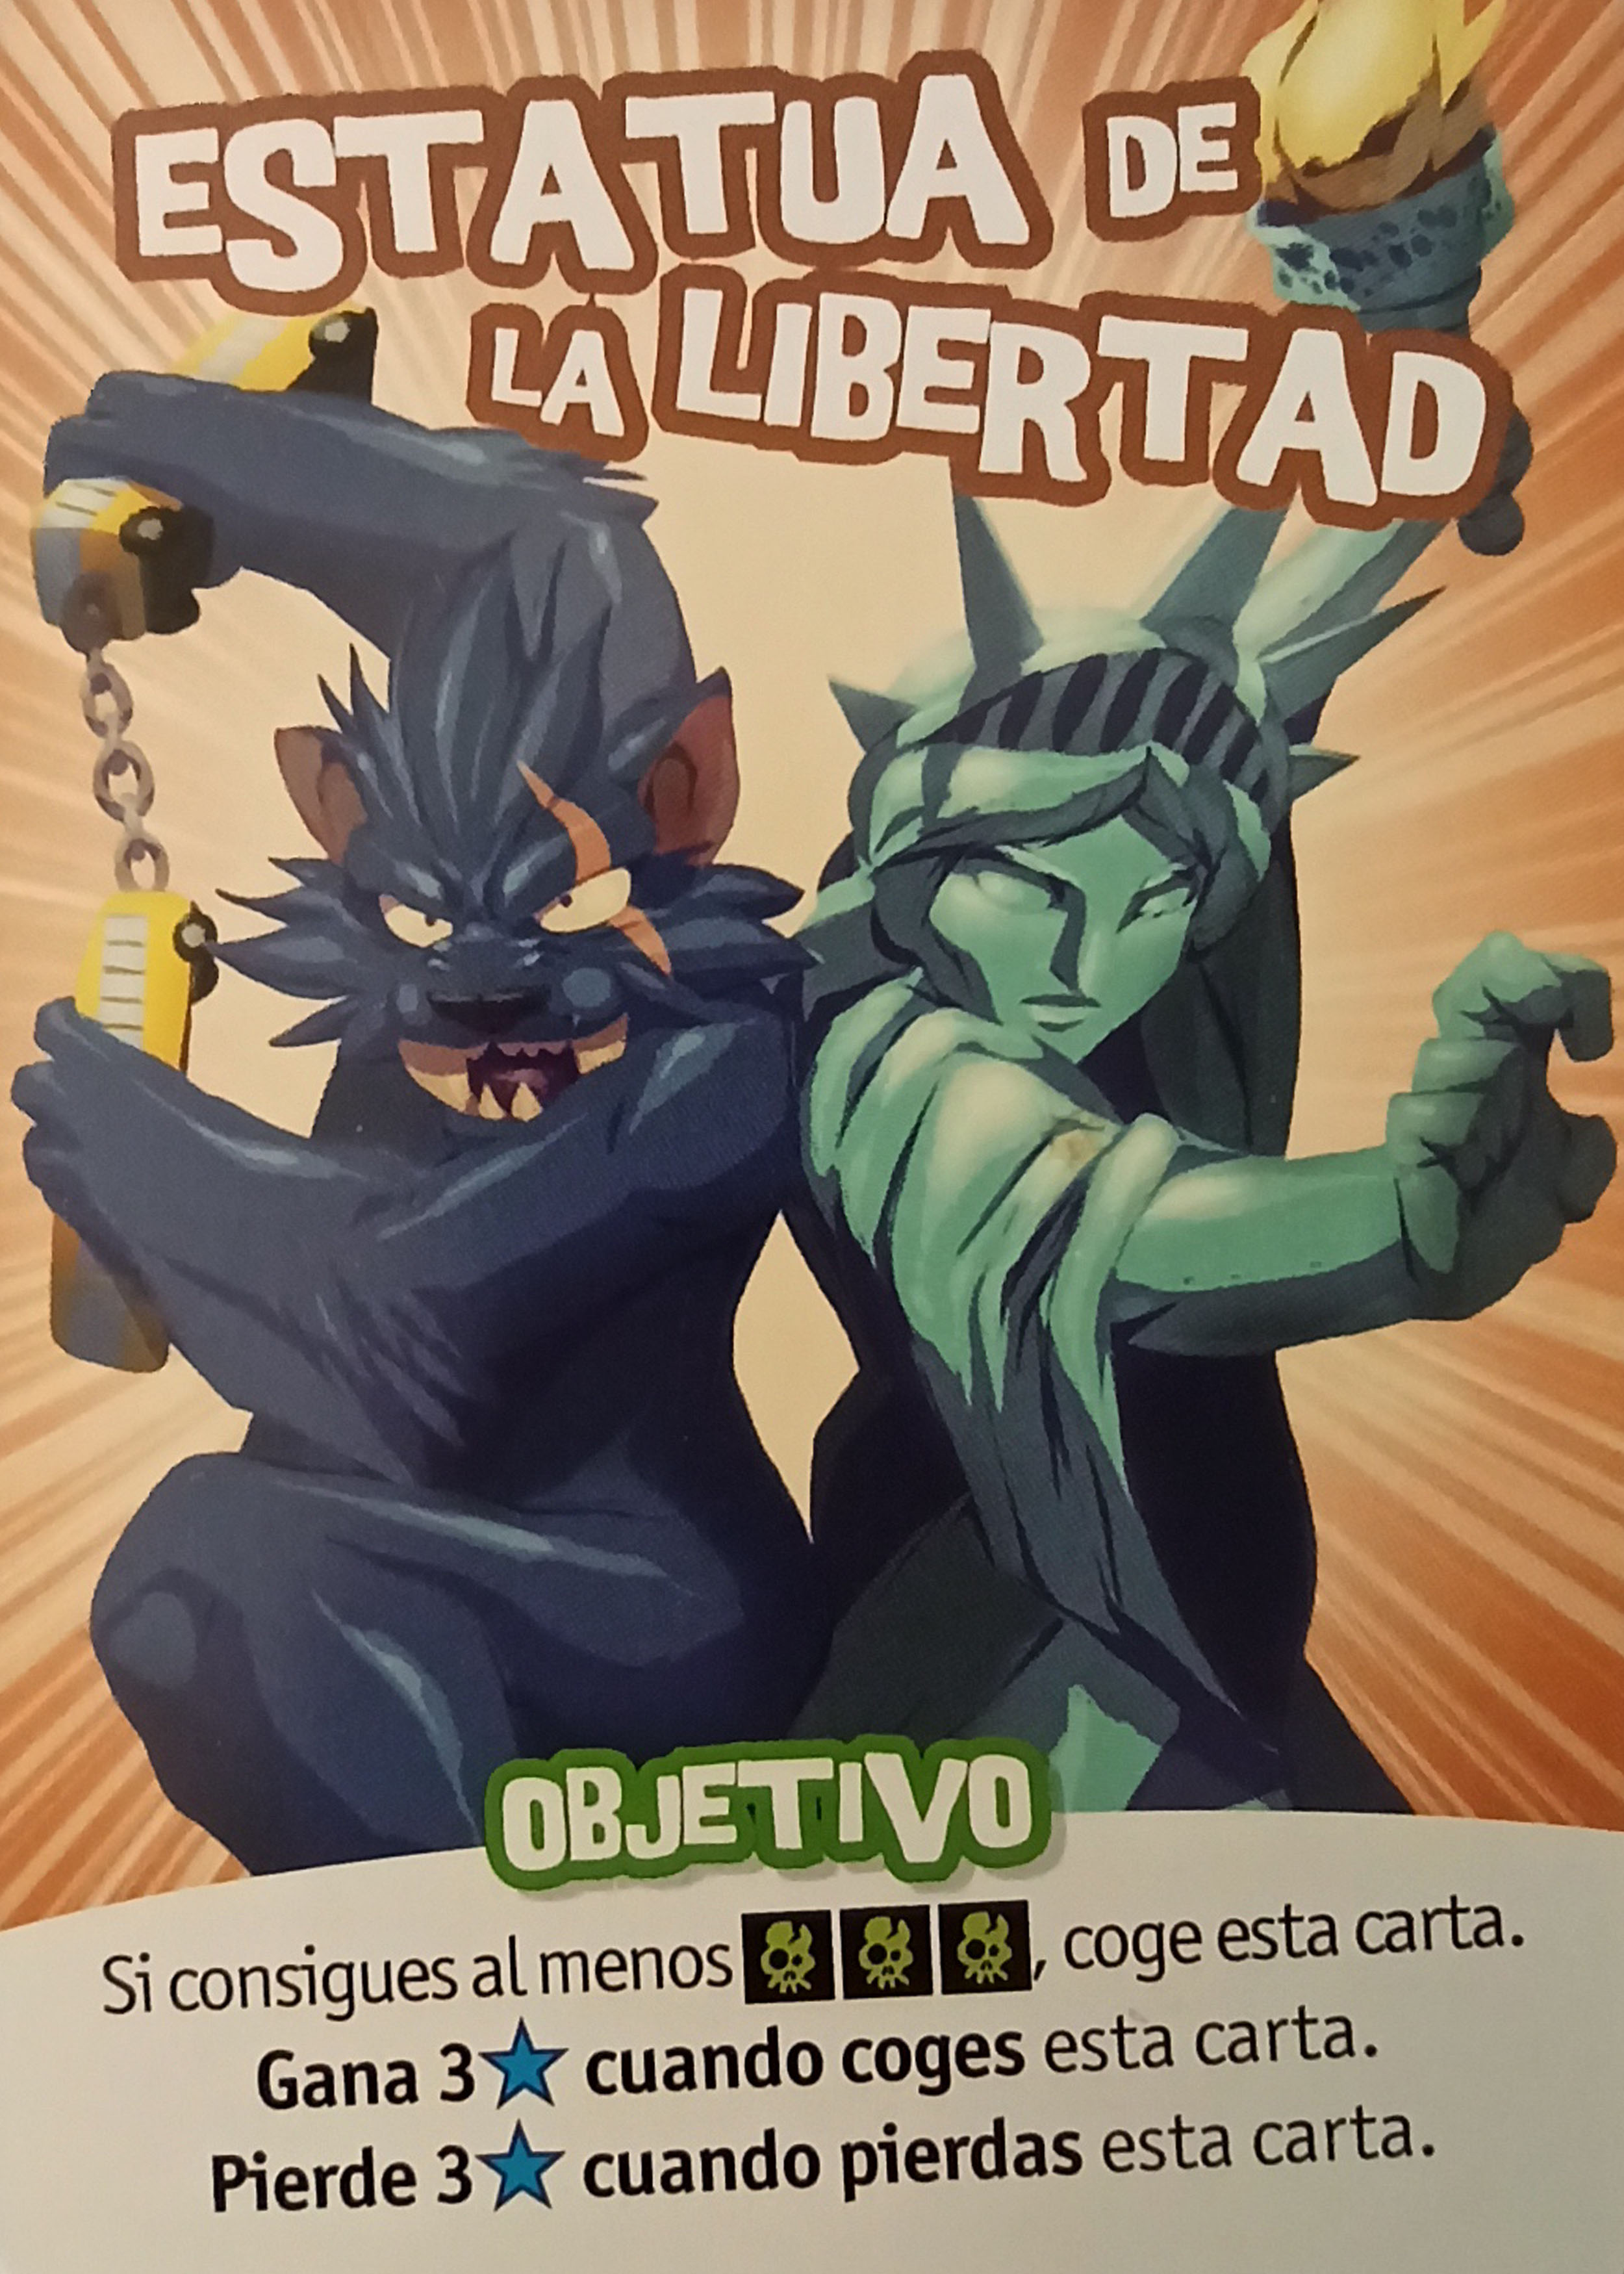 ESTATUA DE
LA LIBERTAD
OBJETIVO
Si consigues al menos , coge esta carta.
Gana 3 cuando coges esta carta.
Pierde 3 cuando pierdas esta carta.